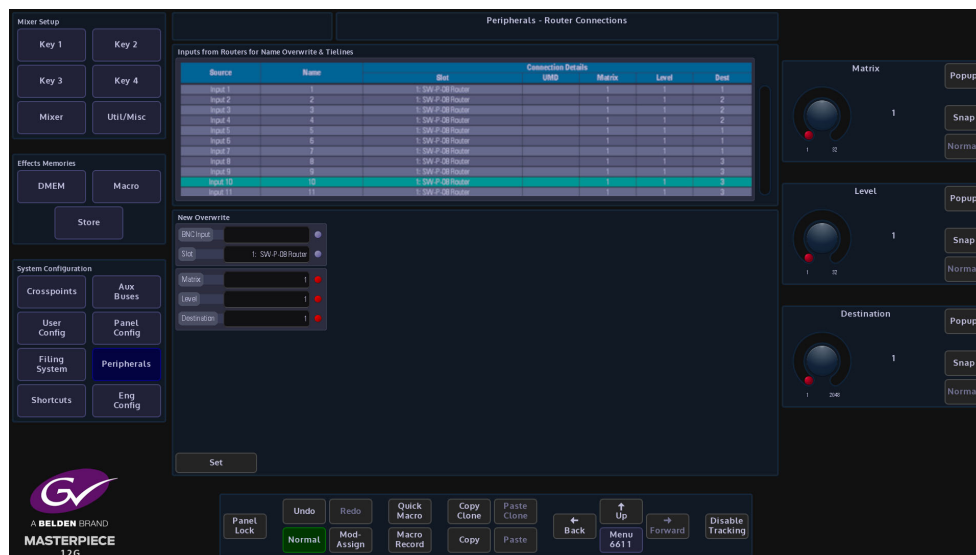 Mixer Setup
Peripherals - Router Connections
Key 1
Key 2
Key 3
Key 4
Mixer
Util/Misc
Effects Memories
DMEM
Macro
Store
System Configuration
Crosspoints
Aux
Buses
User
Config
Panel
Config
Filing
System
Peripherals
Shortcuts
Eng
Config
Inputs from Routers for Name Overwrite & Tielines
Source Name Connection Details
Slot UMD Matrix Level Dest
Input 1 1 1: SW-P-08 Router 1 1 1
Input 2 2 1: SW-P-08 Router 1 1 2
Input 3 3 1: SW-P-08 Router 1 1 2
Input 4 4 1: SW-P-08 Router 1 1 2
Input 5 5 1: SW-P-08 Router 1 1 1
Input 6 6 1: SW-P-08 Router 1 1 1
Input 7 7 1: SW-P-08 Router 1 1 1
Input 8 8 1: SW-P-08 Router 1 1 3
Input 9 9 1: SW-P-08 Router 1 1 3
Input 10 10 1: SW-P-08 Router 1 1 3
Input 11 11 1: SW-P-08 Router 1 1 3
New Overwrite
BNC Input
Slot 1: SW-P-08 Router
Matrix 1
Level 1
Destination 1
Set
Matrix
1
1 32
Popup
Snap
Norma
Level
1
1 32
Popup
Snap
Norma
Destination
1
1 2048
Popup
Snap
Norma
GV
A BELDEN BRAND
MASTERPIECE
12G
Panel
Lock
Undo
Redo
Normal
Mod-
Assign
Quick
Macro
Macro
Record
Copy
Clone
Paste
Clone
Copy
Paste
← Back
↑ Up
Menu
6611
→ Forward
Disable
Tracking